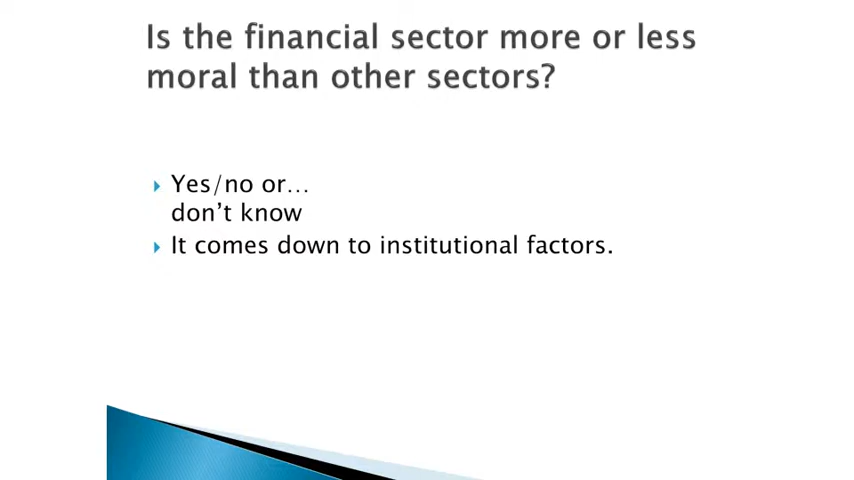 Is the financial sector more or less
moral than other sectors?
Yes/no or…
don't know
It comes down to institutional factors.